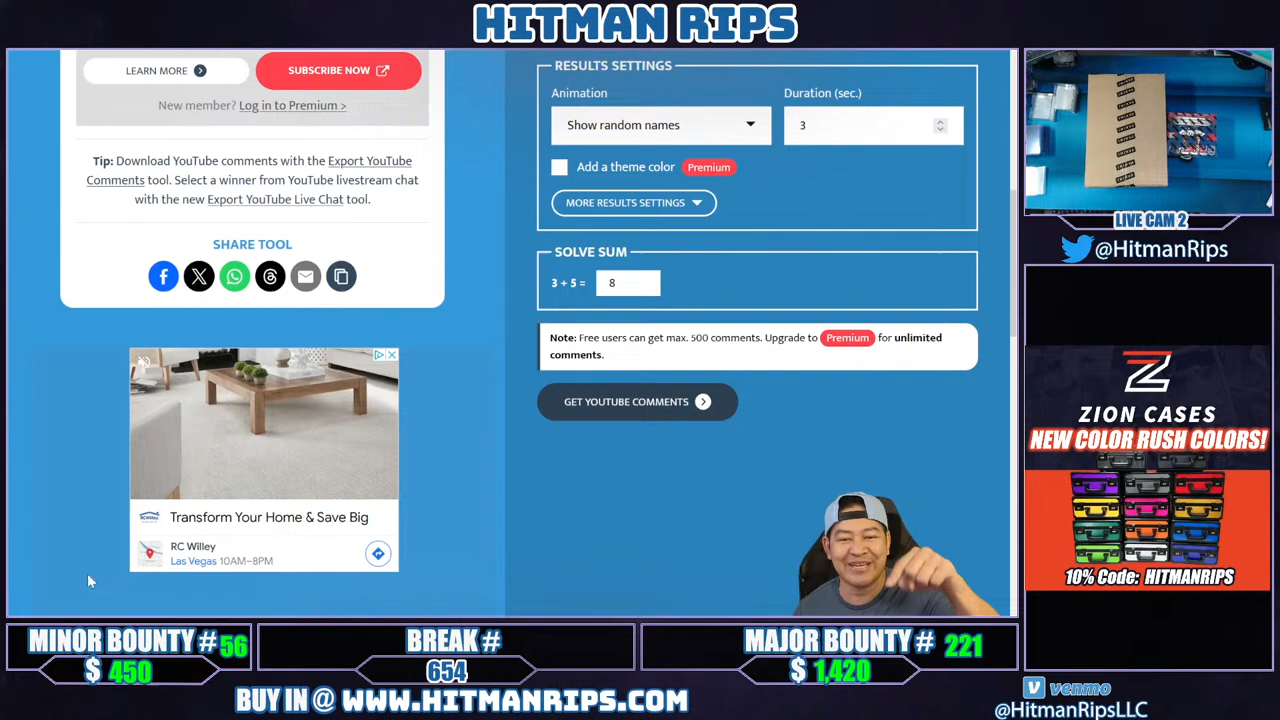 HITMAN RIPS
LEARN MORE
SUBSCRIBE NOW
New member? Log in to Premium >
Tip: Download YouTube comments with the Export YouTube
Comments tool. Select a winner from YouTube livestream chat
with the new Export YouTube Live Chat tool.
SHARE TOOL
Transform Your Home & Save Big
RC Willey
Las Vegas 10AM–8PM
RESULTS SETTINGS
Animation
Duration (sec.)
Show random names
3
Add a theme color Premium
MORE RESULTS SETTINGS
SOLVE SUM
3 + 5 = 8
Note: Free users can get max. 500 comments. Upgrade to Premium for unlimited
comments.
GET YOUTUBE COMMENTS
LIVE CAM 2
@HitmanRips
ZION CASES
NEW COLOR RUSH COLORS!
10% Code: HITMANRIPS
MINOR BOUNTY # 56
$ 450
BREAK #
654
MAJOR BOUNTY # 221
$ 1,420
BUY IN @ WWW.HITMANRIPS.COM
venmo
@HitmanRipsLLC